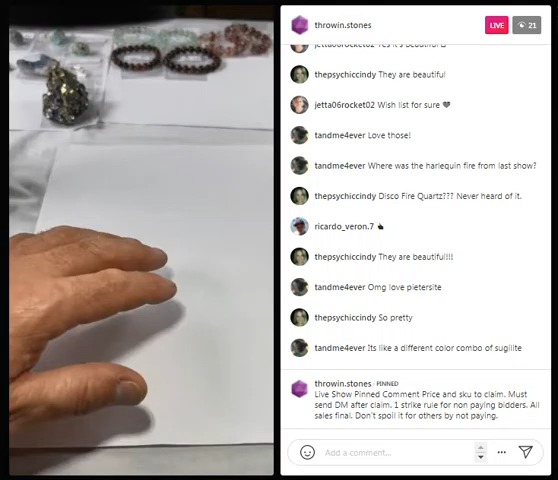 throwin.stones LIVE 21
jetta06rocket02 Yes it's beautiful
thepsychiccindy They are beautiful
jetta06rocket02 Wish list for sure 🖤
tandme4ever Love those!
tandme4ever Where was the harlequin fire from last show?
thepsychiccindy Disco Fire Quartz??? Never heard of it.
ricardo_veron.7
thepsychiccindy They are beautiful!!!!
tandme4ever Omg love pietersite
thepsychiccindy So pretty
tandme4ever Its like a different color combo of sugilite
throwin.stones · PINNED
Live Show Pinned Comment Price and sku to claim. Must
send DM after claim. 1 strike rule for non paying bidders. All
sales final. Don't spoil it for others by not paying.
Add a comment...